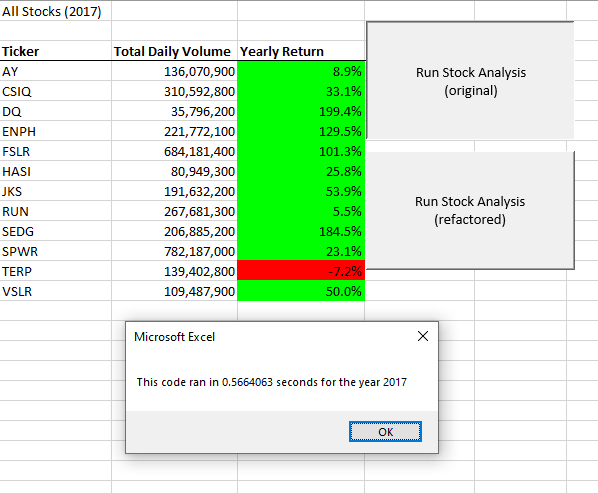 All Stocks (2017)
Ticker Total Daily Volume Yearly Return
AY 136,070,900 8.9%
CSIQ 310,592,800 33.1%
DQ 35,796,200 199.4%
ENPH 221,772,100 129.5%
FSLR 684,181,400 101.3%
HASI 80,949,300 25.8%
JKS 191,632,200 53.9%
RUN 267,681,300 5.5%
SEDG 206,885,200 184.5%
SPWR 782,187,000 23.1%
TERP 139,402,800 -7.2%
VSLR 109,487,900 50.0%
Run Stock Analysis
(original)
Run Stock Analysis
(refactored)
Microsoft Excel
This code ran in 0.5664063 seconds for the year 2017
OK